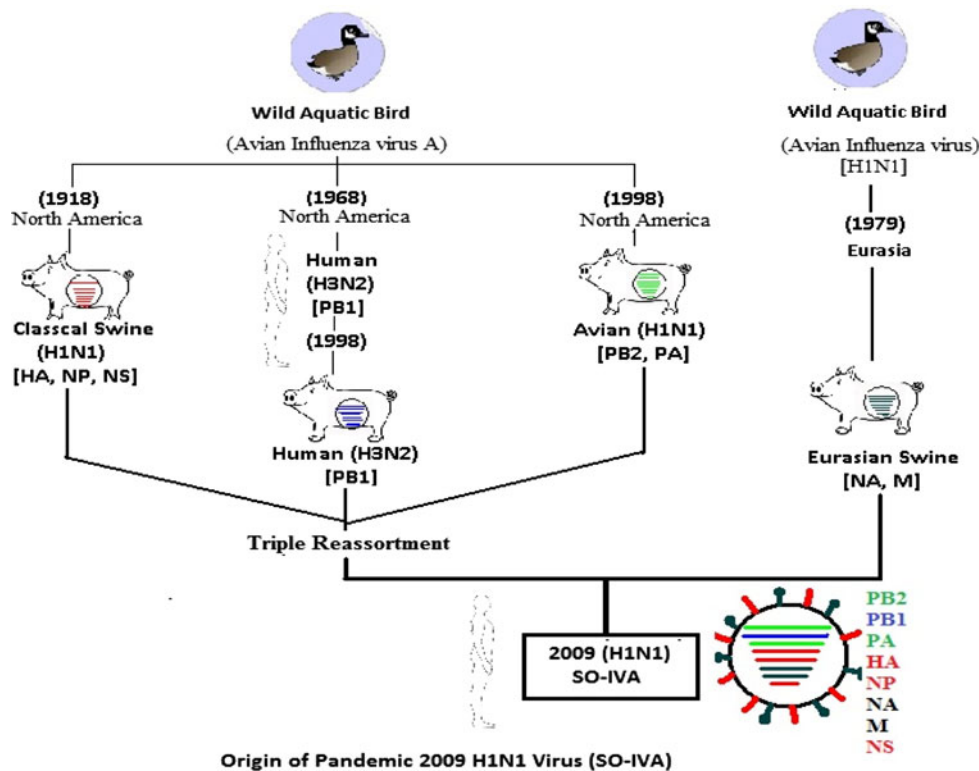 Wild Aquatic Bird
(Avian Influenza virus A)
Wild Aquatic Bird
(Avian Influenza virus)
[H1N1]
(1918)
North America
(1968)
North America
(1998)
North America
(1979)
Eurasia
Human
(H3N2)
[PB1]
(1998)
Classcal Swine
(H1N1)
[HA, NP, NS]
Avian (H1N1)
[PB2, PA]
Human (H3N2)
[PB1]
Eurasian Swine
[NA, M]
Triple Reassortment
2009 (H1N1)
SO-IVA
PB2
PB1
PA
HA
NP
NA
M
NS
Origin of Pandemic 2009 H1N1 Virus (SO-IVA)